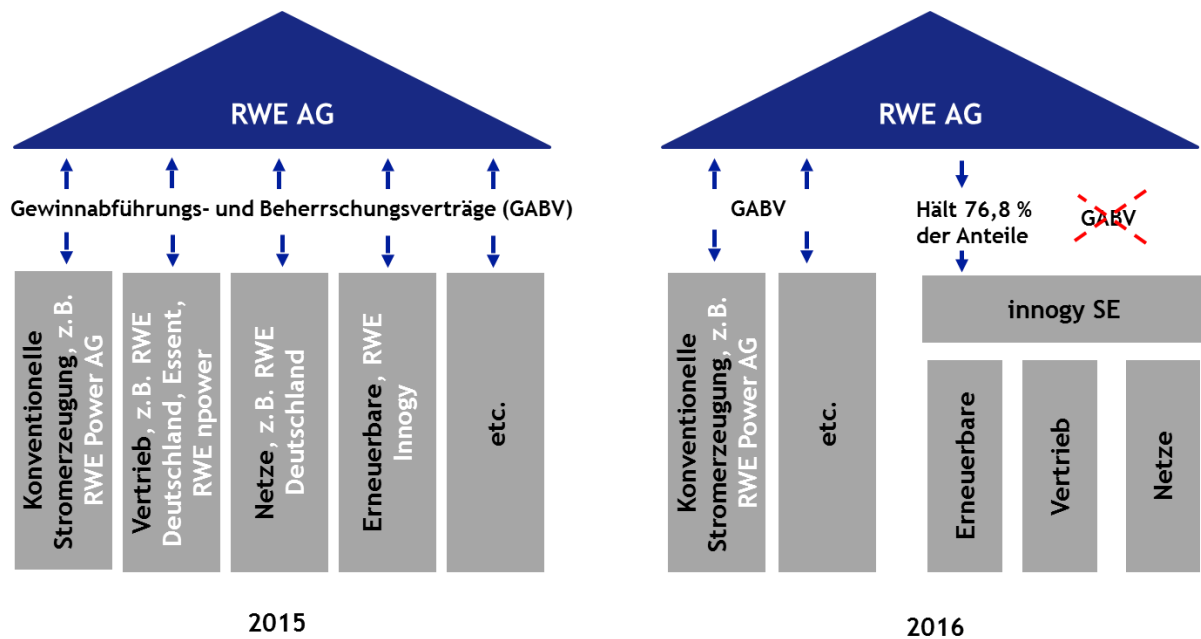 RWE AG
Gewinnabführungs- und Beherrschungsverträge (GABV)
Konventionelle
Stromerzeugung, z.B.
RWE Power AG
Vertrieb, z.B. RWE
Deutschland, Essent,
RWE npower
Netze, z.B. RWE
Deutschland
Erneuerbare, RWE
Innogy
etc.
2015
RWE AG
GABV
Hält 76,8 %
der Anteile
GABV
Konventionelle
Stromerzeugung, z.B.
RWE Power AG
etc.
innogy SE
Erneuerbare
Vertrieb
Netze
2016